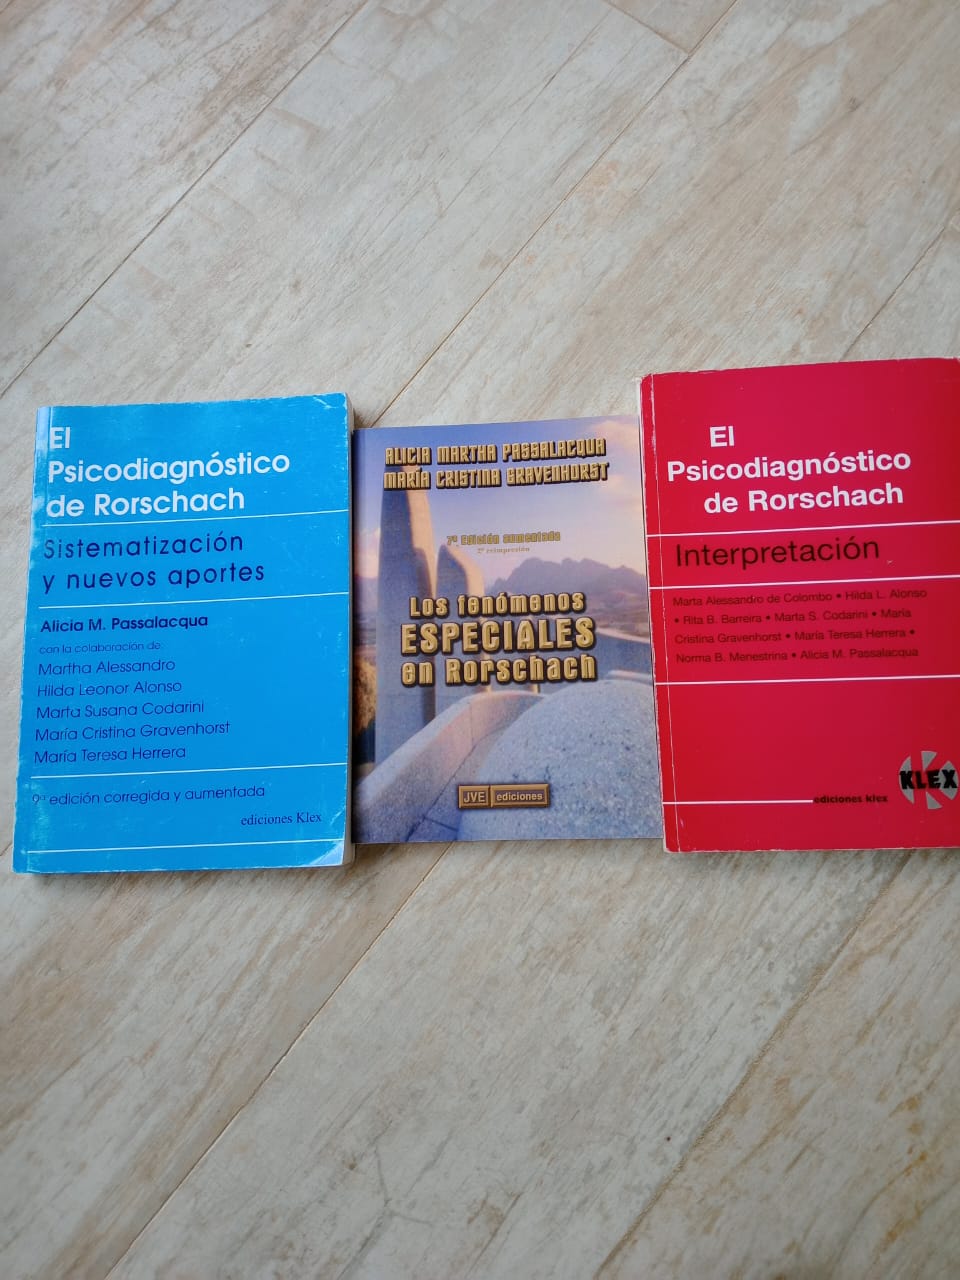 El
Psicodiagnóstico
de Rorschach
Sistematización
y nuevos aportes
Alicia M. Passalacqua
con la colaboración de:
Martha Alessandro
Hilda Leonor Alonso
Marta Susana Codarini
María Cristina Gravenhorst
María Teresa Herrera
9ª edición corregida y aumentada
ediciones Klex
ALICIA MARTHA PASSALACQUA
MARÍA CRISTINA GRAVENHORST
7º Edición aumentada
2º reimpresión
Los fenómenos
ESPECIALES
en Rorschach
JVE ediciones
El
Psicodiagnóstico
de Rorschach
Interpretación
Marta Alessandro de Colombo • Hilda L. Alonso
• Rita B. Barreira • Marta S. Codarini • María
Cristina Gravenhorst • María Teresa Herrera •
Norma B. Menestrina • Alicia M. Passalacqua
KLEX
ediciones klex